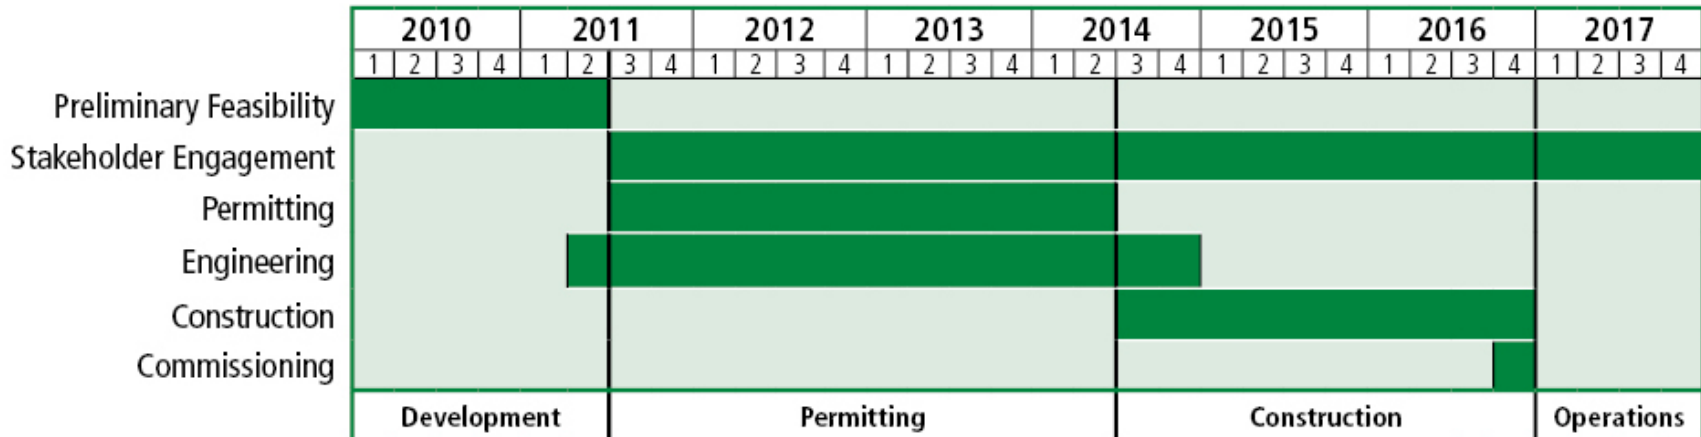 2010 2011 2012 2013 2014 2015 2016 2017
1 2 3 4 1 2 3 4 1 2 3 4 1 2 3 4 1 2 3 4 1 2 3 4 1 2 3 4 1 2 3 4
Preliminary Feasibility
Stakeholder Engagement
Permitting
Engineering
Construction
Commissioning
Development Permitting Construction Operations